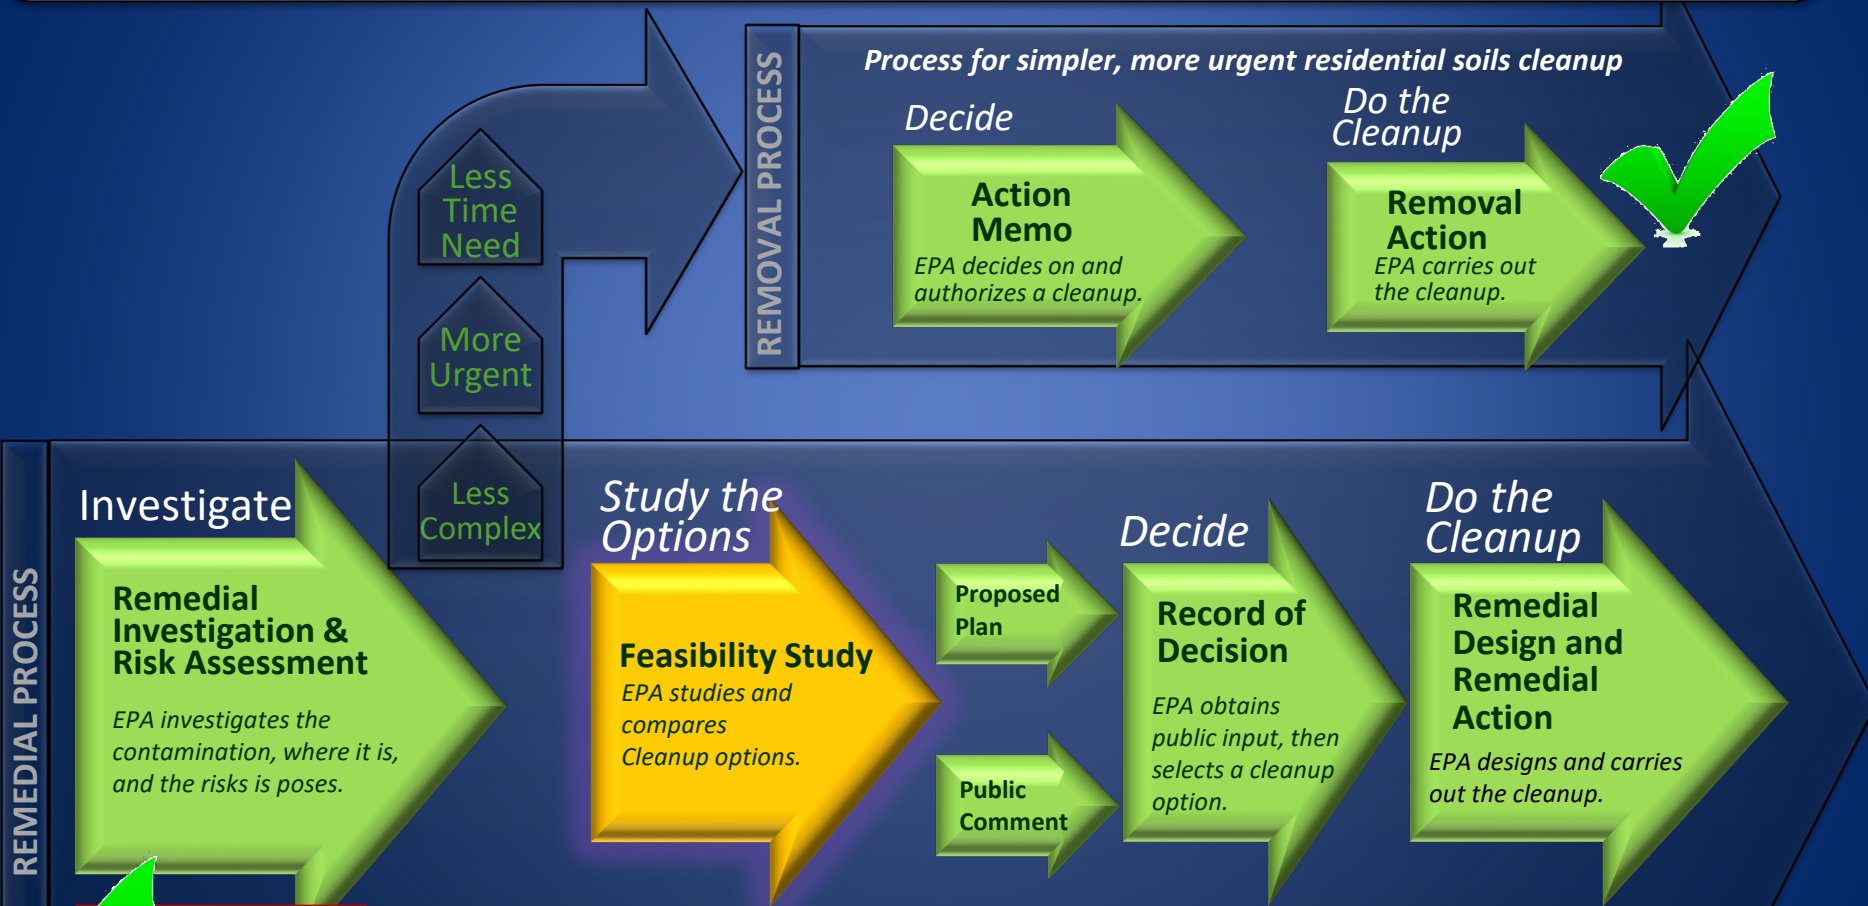 Process for simpler, more urgent residential soils cleanup
REMOVAL PROCESS
Decide
Action
Memo
EPA decides on and
authorizes a cleanup.
Do the
Cleanup
Removal
Action
EPA carries out
the cleanup.
Less
Time
Need
More
Urgent
Less
Complex
REMEDIAL PROCESS
Investigate
Remedial
Investigation &
Risk Assessment
EPA investigates the
contamination, where it is,
and the risks is poses.
Study the
Options
Feasibility Study
EPA studies and
compares
Cleanup options.
Proposed
Plan
Public
Comment
Decide
Record of
Decision
EPA obtains
public input, then
selects a cleanup
option.
Do the
Cleanup
Remedial
Design and
Remedial
Action
EPA designs and carries
out the cleanup.